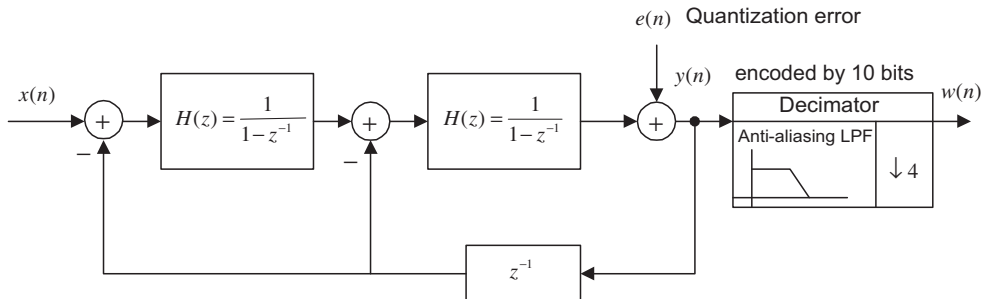 e(n) Quantization error
x(n)
y(n)
encoded by 10 bits
w(n)
+
−
H(z) = 1/(1 − z⁻¹)
+
−
H(z) = 1/(1 − z⁻¹)
+
Decimator
Anti-aliasing LPF
↓ 4
z⁻¹